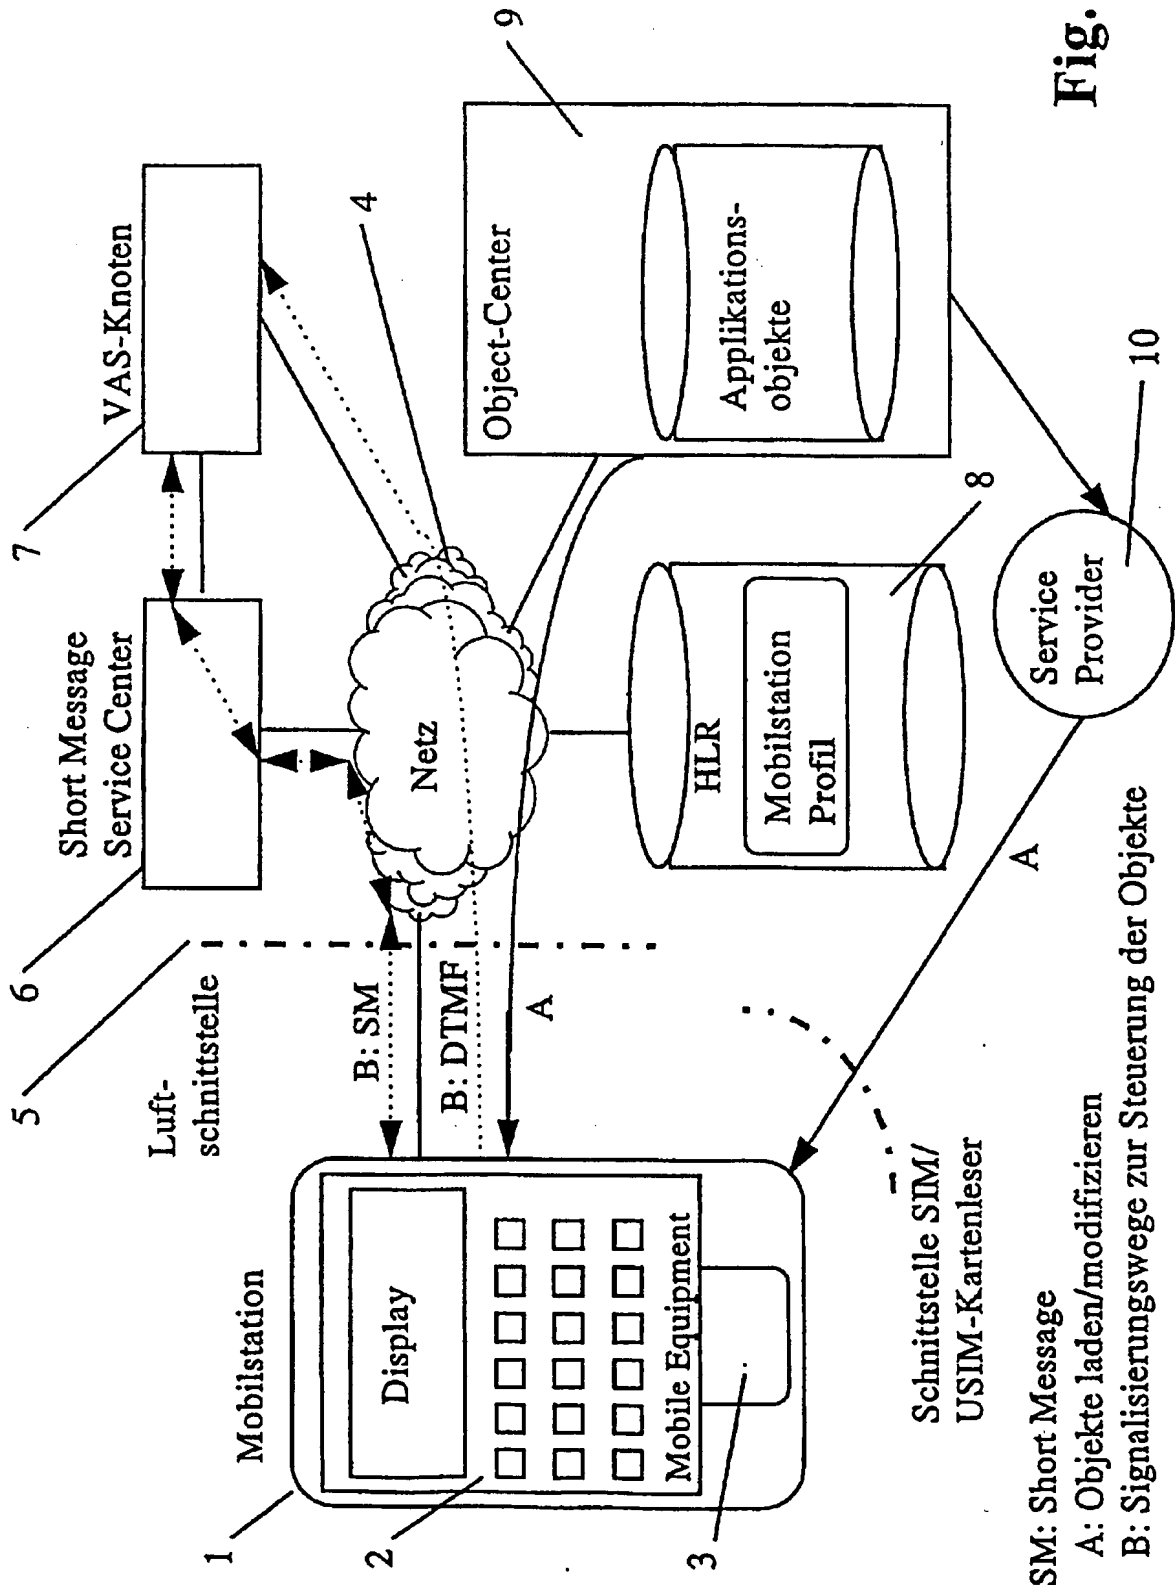 1
Mobilstation
2
Display
Mobile Equipment
3
5
Luft-
schnittstelle
B: SM
B: DTMF
A
6
Short Message
Service Center
7
VAS-Knoten
4
Netz
Object-Center
9
Applikations-
objekte
HLR
Mobilstation
Profil
8
Service
Provider
10
A
Schnittstelle SIM/
USIM-Kartenleser
SM: Short Message
A: Objekte laden/modifizieren
B: Signalisierungswege zur Steuerung der Objekte
Fig.